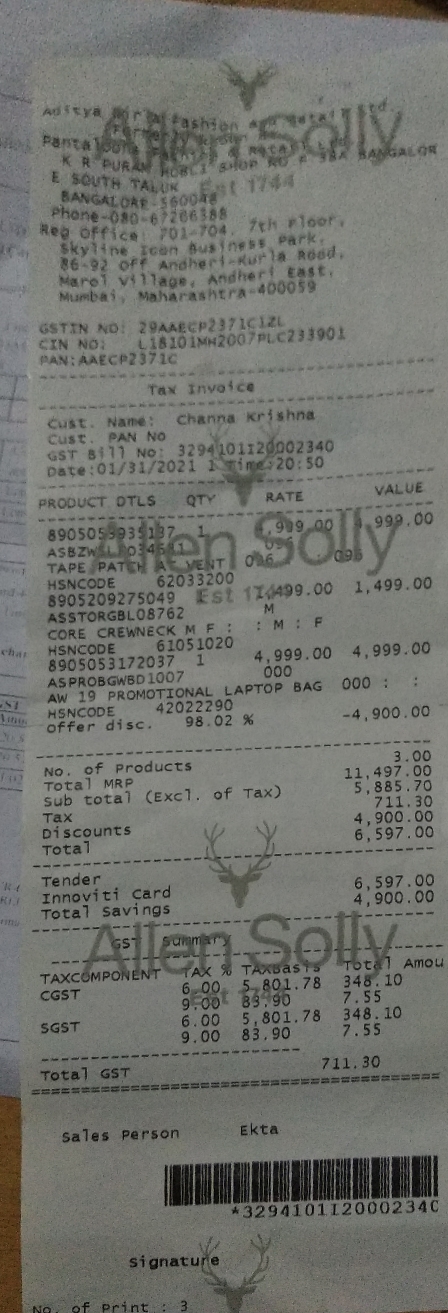 Allen Solly
Est 1744
Aditya Birla Fashion and Retail Ltd.
Pantaloons Fashion & Retail Ltd
K R PURAM HOBLI SHOP NO F 38A BANGALOR
E SOUTH TALUK
BANGALORE-560048
Phone-080-67266388
Reg Office: 701-704, 7th Floor,
Skyline Icon Business Park,
86-92 Off Andheri-Kurla Road,
Marol Village, Andheri East,
Mumbai, Maharashtra-400059
GSTIN NO: 29AAECP2371C1ZL
CIN NO: L18101MH2007PLC233901
PAN:AAECP2371C
Tax Invoice
Cust. Name: Channa Krishna
Cust. PAN No
GST Bill No: 3294101I20002340
Date:01/31/2021 Time:20:50
PRODUCT DTLS QTY RATE VALUE
8905053935137 1 4,999.00 4,999.00
Allen Solly
TAPE PATCH A VENT 096 096
HSNCODE 62033200
8905209275049 1,499.00 1,499.00
Est 1744
ASSTORGBL08762 M
CORE CREWNECK M F : : M : F
HSNCODE 61051020
8905053172037 1 4,999.00 4,999.00
ASPROBGWBD1007 000
AW 19 PROMOTIONAL LAPTOP BAG 000 : :
HSNCODE 42022290
offer disc. 98.02 % -4,900.00
No. of Products 3.00
Total MRP 11,497.00
Sub total (Excl. of Tax) 5,885.70
Tax 711.30
Discounts 4,900.00
Total 6,597.00
Tender
Innoviti Card 6,597.00
Total Savings 4,900.00
GST Summary
Allen Solly
TAXCOMPONENT TAX % TAXBasis Total Amou
CGST 6.00 5,801.78 348.10
9.00 83.90 7.55
SGST 6.00 5,801.78 348.10
9.00 83.90 7.55
Total GST 711.30
Sales Person Ekta
*3294101I2000234C
Signature
No. of Print : 3